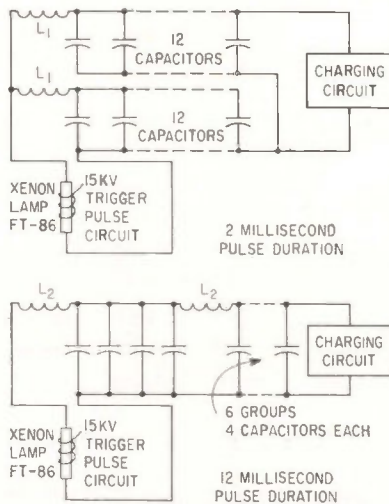 L1
12
CAPACITORS
CHARGING
CIRCUIT
L1
12
CAPACITORS
XENON
LAMP
FT-86
15KV
TRIGGER
PULSE
CIRCUIT
2 MILLISECOND
PULSE DURATION
L2
L2
CHARGING
CIRCUIT
6 GROUPS
4 CAPACITORS EACH
XENON
LAMP
FT-86
15KV
TRIGGER
PULSE
CIRCUIT
12 MILLISECOND
PULSE DURATION